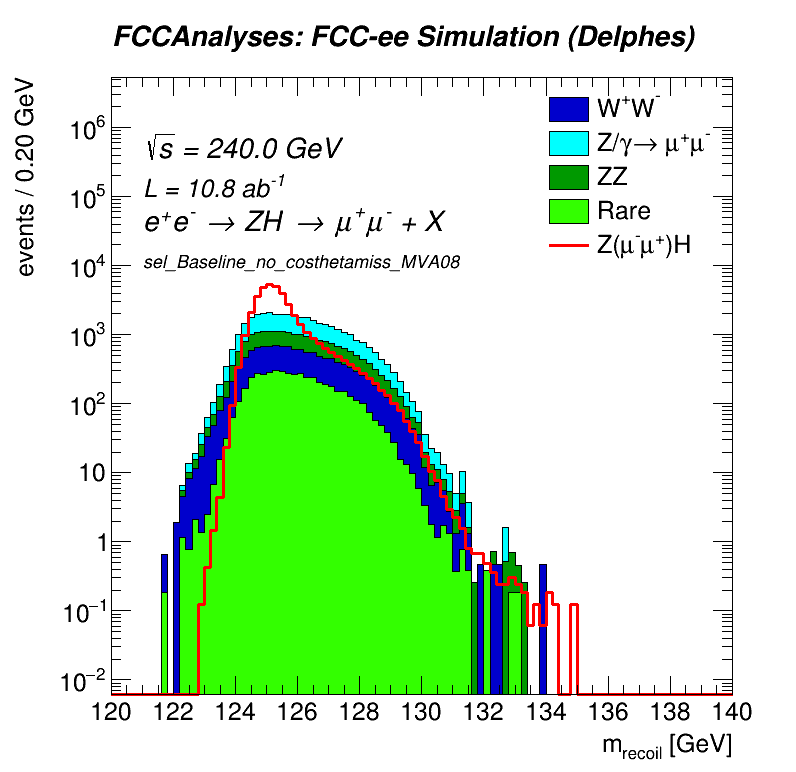 FCCAnalyses: FCC-ee Simulation (Delphes)
events / 0.20 GeV
√s = 240.0 GeV
L = 10.8 ab⁻¹
e⁺e⁻ → ZH → μ⁺μ⁻ + X
sel_Baseline_no_costhetamiss_MVA08
W⁺W⁻
Z/γ→ μ⁺μ⁻
ZZ
Rare
Z(μ⁻μ⁺)H
10⁶
10⁵
10⁴
10³
10²
10
1
10⁻¹
10⁻²
120 122 124 126 128 130 132 134 136 138 140
m_recoil [GeV]